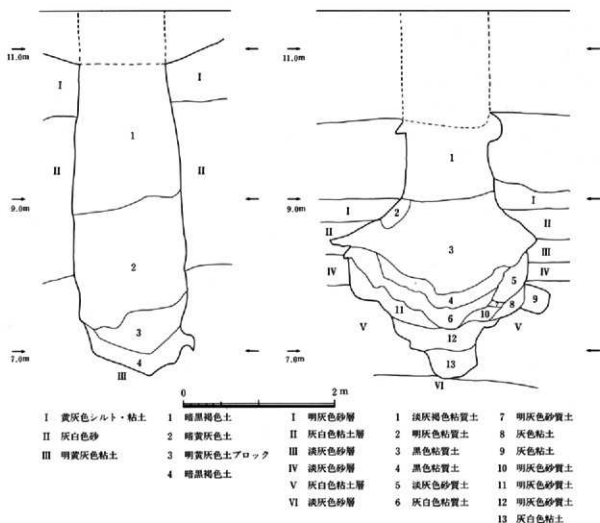 11.0m
I
I
1
II
II
9.0m
2
3
4
7.0m
III
11.0m
1
I
I
9.0m
2
II
II
3
III
IV
IV
5
4
9
8
11
10
6
V
V
12
7.0m
13
VI
0
2 m
I 黄灰色シルト・粘土
II 灰白色砂
III 明黄灰色粘土
1 暗黒褐色土
2 暗黄灰色土
3 明黄灰色土ブロック
4 暗黒褐色土
I 明灰色砂層
II 灰白色粘土層
III 淡灰色砂層
IV 淡灰色砂層
V 灰白色粘土層
VI 淡灰色砂層
1 淡灰褐色粘質土
2 明灰色粘質土
3 黒色粘質土
4 黒色粘質土
5 淡灰色砂質土
6 灰白色粘質土
7 明灰色砂質土
8 灰色粘土
9 灰色粘土
10 明灰色砂質土
11 明灰色砂質土
12 明灰色砂質土
13 灰白色粘土